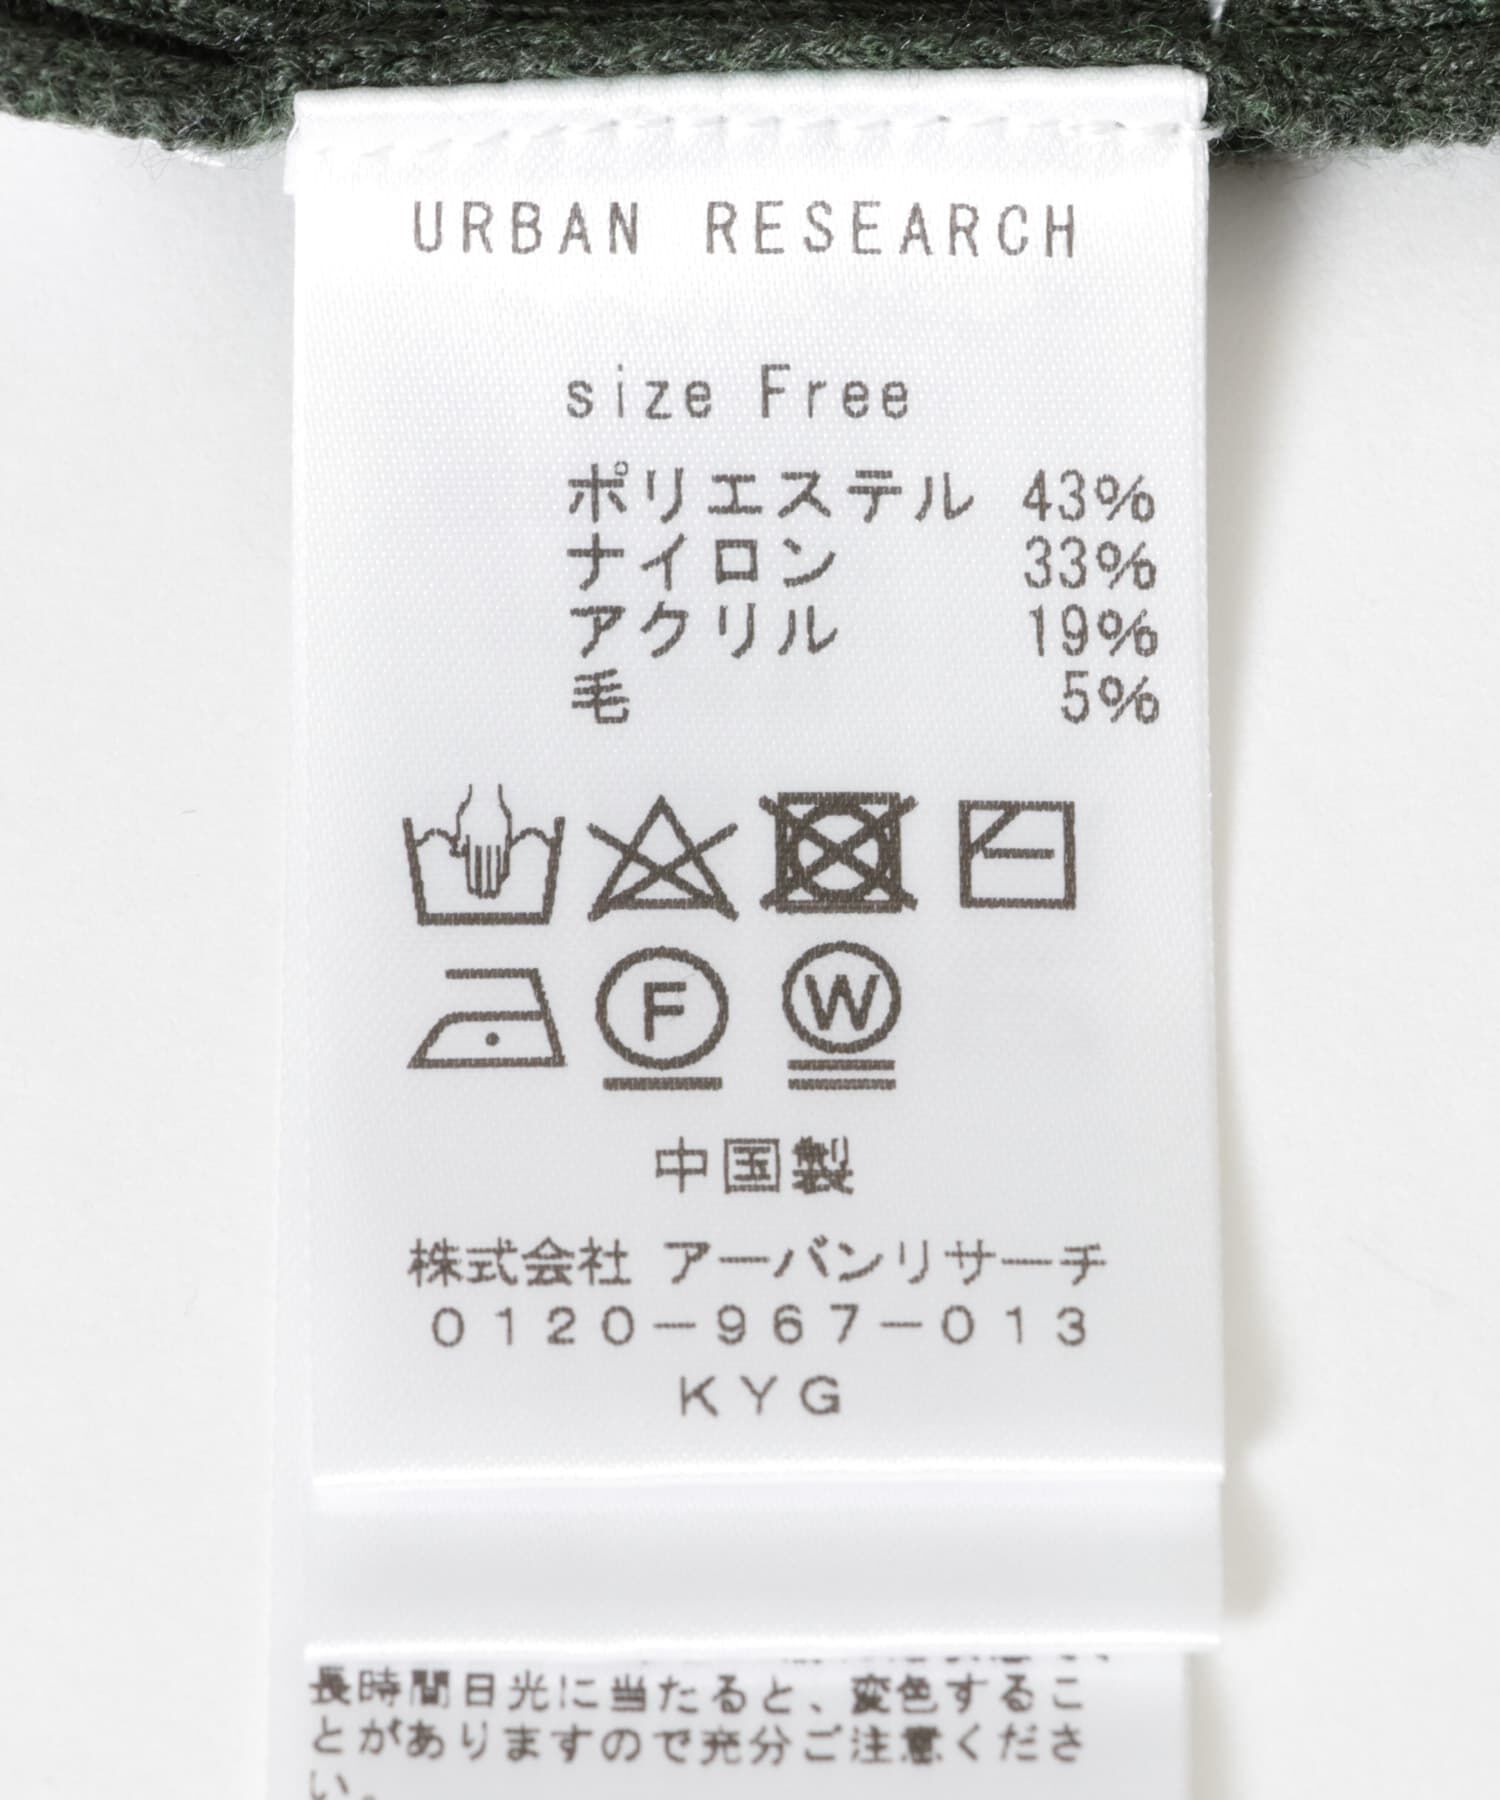 URBAN RESEARCH
size Free
ポリエステル 43%
ナイロン 33%
アクリル 19%
毛 5%
F W
中国製
株式会社 アーバンリサーチ
0120-967-013
KYG
長時間日光に当たると、変色するこ
とがありますので充分ご注意くださ
い。